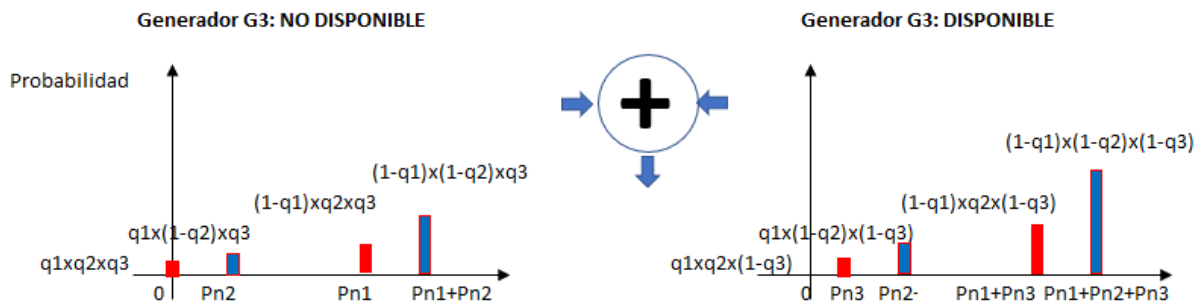 Generador G3: NO DISPONIBLE
Generador G3: DISPONIBLE
Probabilidad
(1-q1)x(1-q2)xq3
(1-q1)xq2xq3
q1x(1-q2)xq3
q1xq2xq3
0 Pn2 Pn1 Pn1+Pn2
(1-q1)x(1-q2)x(1-q3)
(1-q1)xq2x(1-q3)
q1x(1-q2)x(1-q3)
q1xq2x(1-q3)
0 Pn3 Pn2- Pn1+Pn3 Pn1+Pn2+Pn3